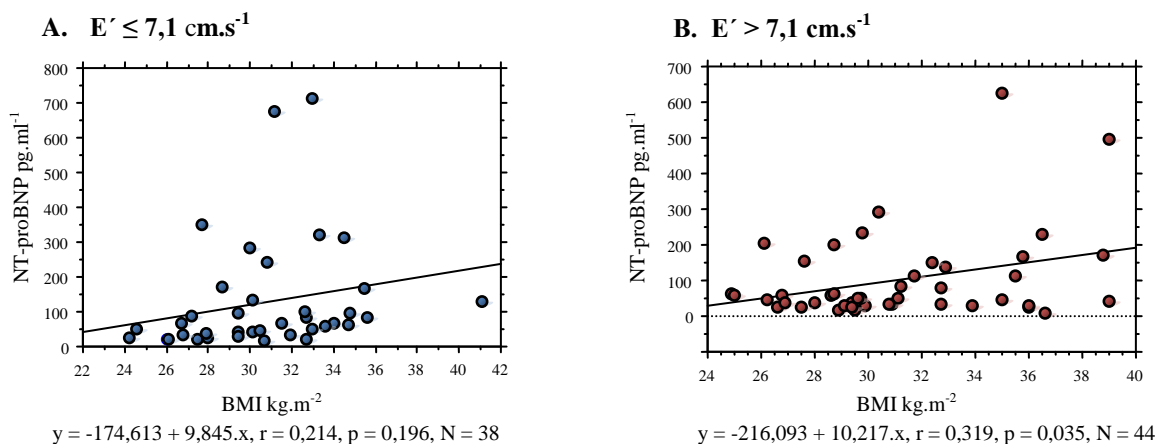 A. E´ ≤ 7,1 cm.s-1
800
700
600
500
400
300
200
100
0
NT-proBNP pg.ml-1
22 24 26 28 30 32 34 36 38 40 42
BMI kg.m-2
y = -174,613 + 9,845.x, r = 0,214, p = 0,196, N = 38
B. E´ > 7,1 cm.s-1
700
600
500
400
300
200
100
0
NT-proBNP pg.ml-1
24 26 28 30 32 34 36 38 40
BMI kg.m-2
y = -216,093 + 10,217.x, r = 0,319, p = 0,035, N = 44